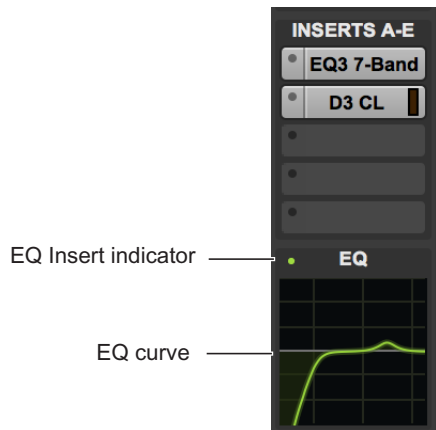 INSERTS A-E
EQ3 7-Band
D3 CL
EQ Insert indicator
EQ
EQ curve